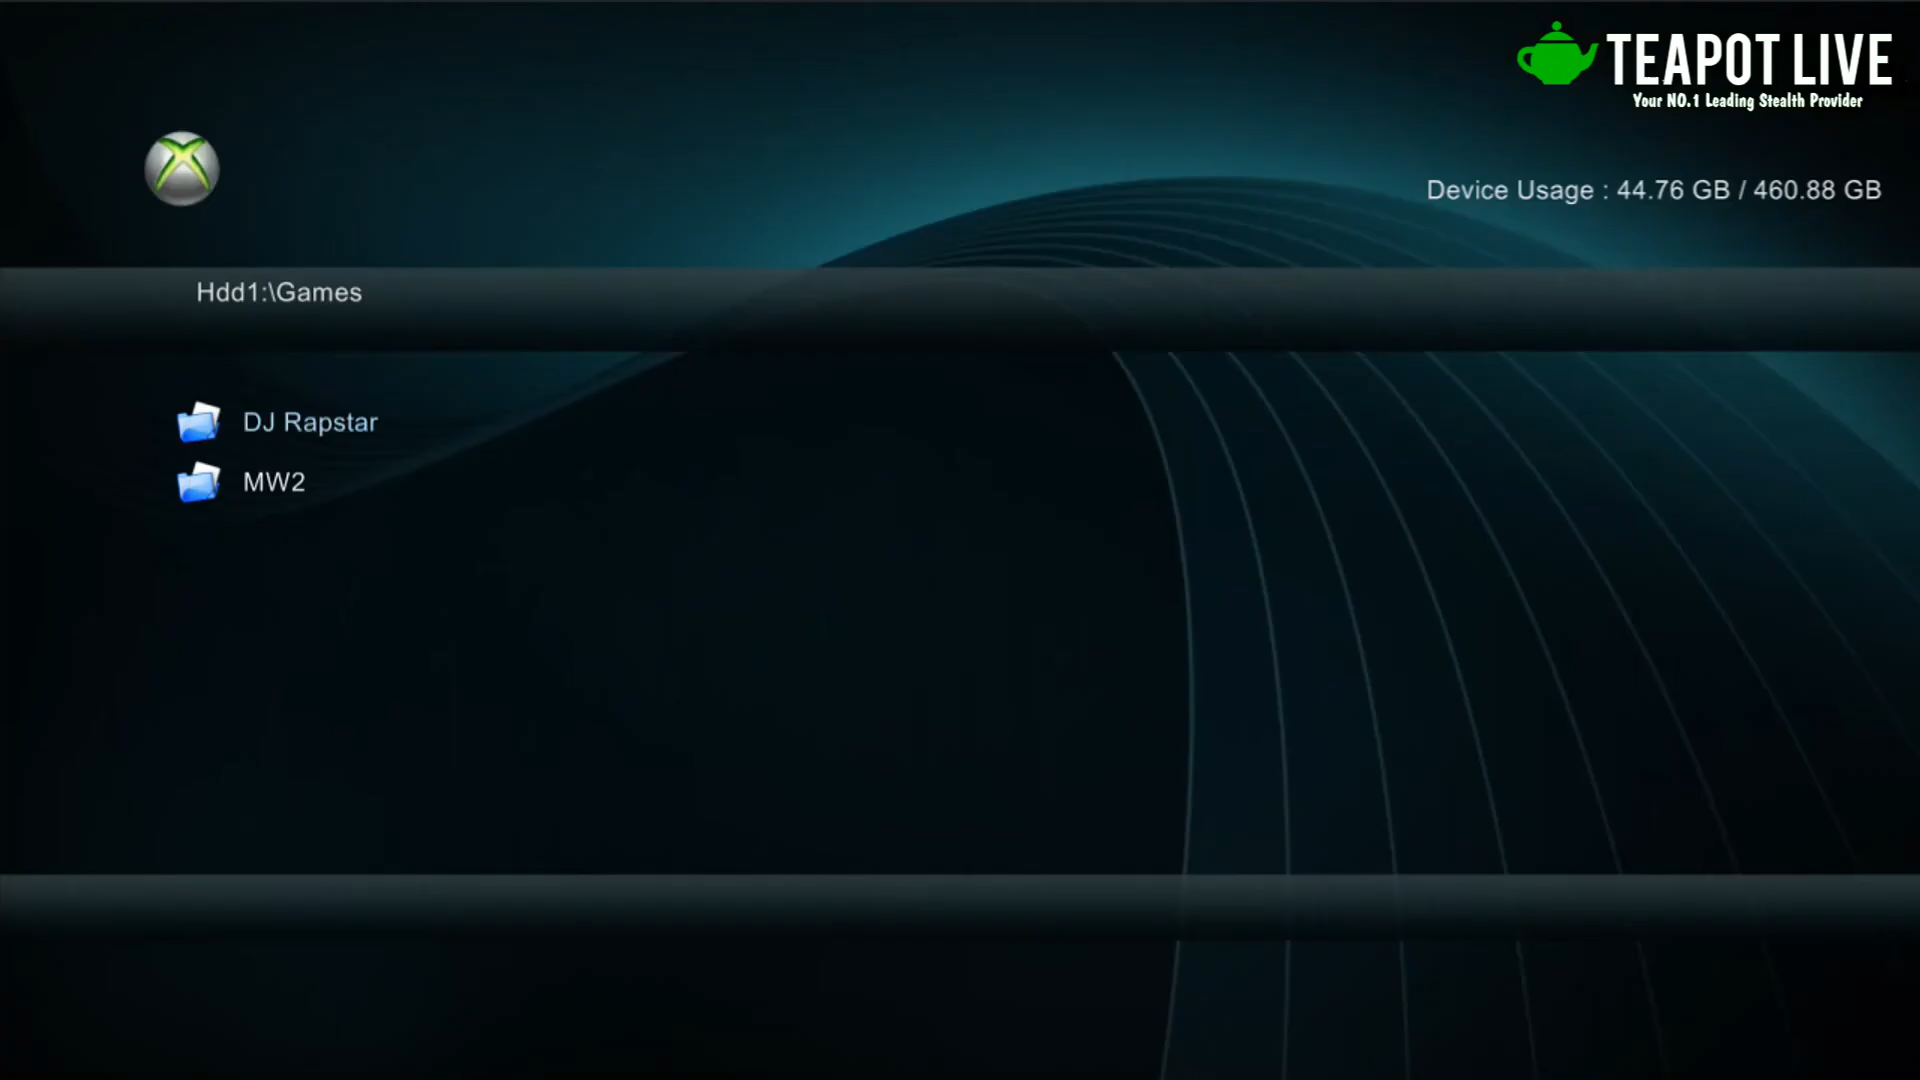 TEAPOT LIVE
Your NO.1 Leading Stealth Provider
Device Usage : 44.76 GB / 460.88 GB
Hdd1:\Games
DJ Rapstar
MW2